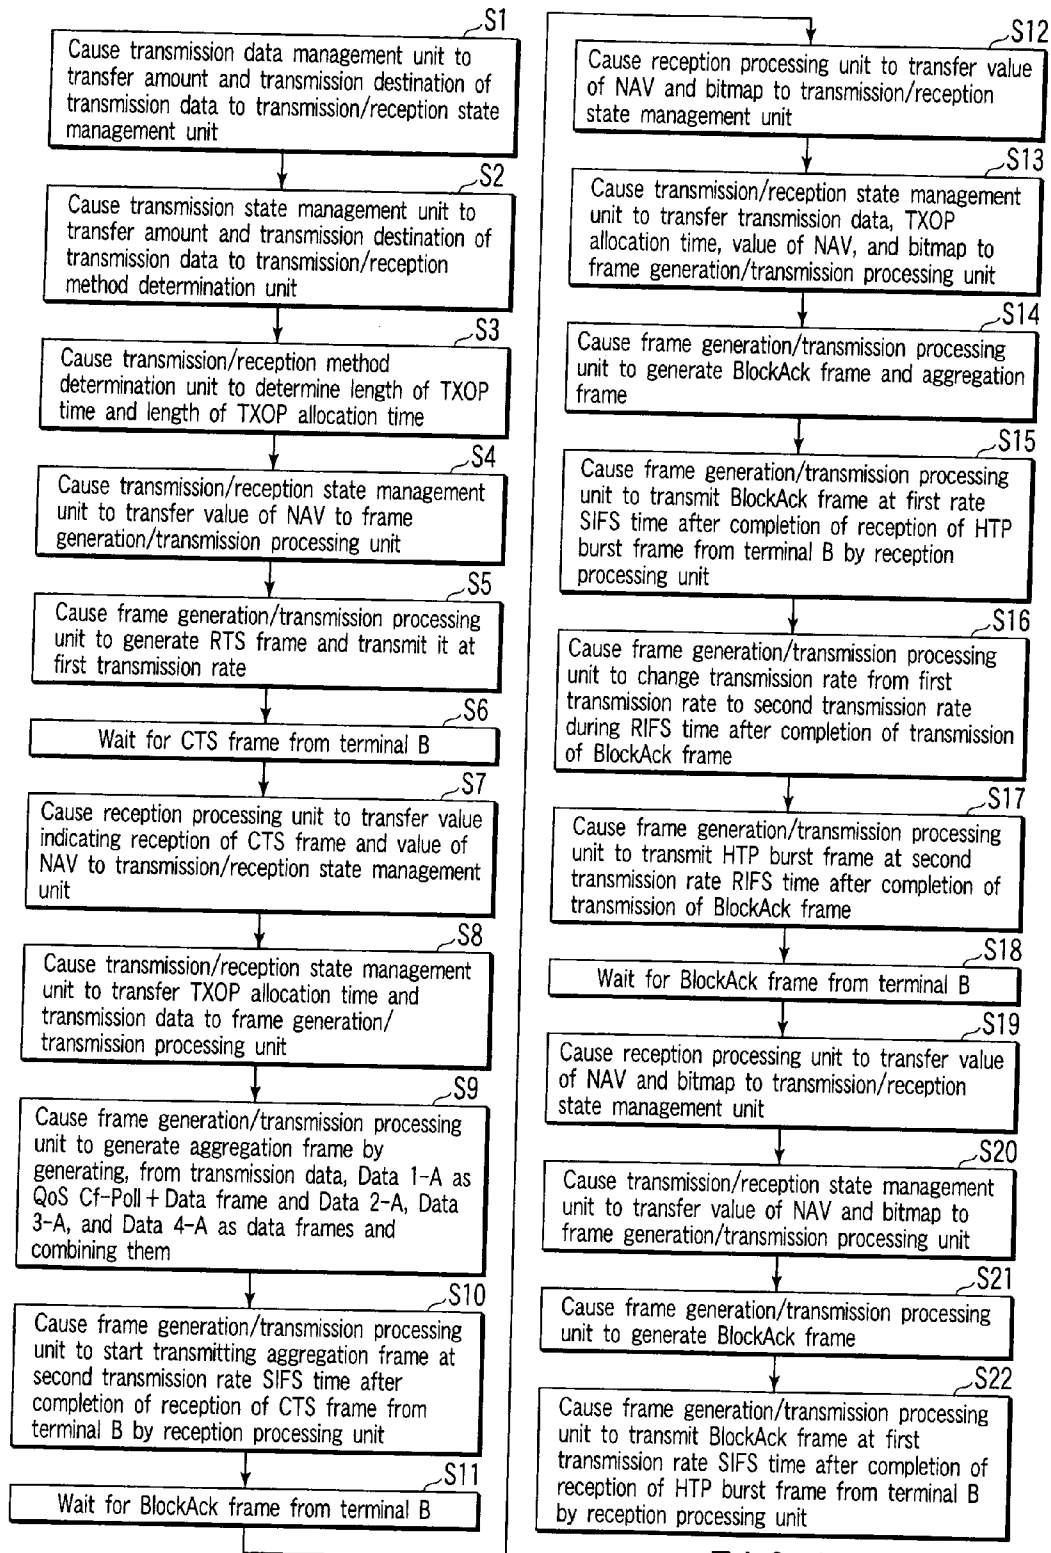 S1
Cause transmission data management unit to
transfer amount and transmission destination of
transmission data to transmission/reception state
management unit
S2
Cause transmission state management unit to
transfer amount and transmission destination of
transmission data to transmission/reception
method determination unit
S3
Cause transmission/reception method
determination unit to determine length of TXOP
time and length of TXOP allocation time
S4
Cause transmission/reception state management
unit to transfer value of NAV to frame
generation/transmission processing unit
S5
Cause frame generation/transmission processing
unit to generate RTS frame and transmit it at
first transmission rate
S6
Wait for CTS frame from terminal B
S7
Cause reception processing unit to transfer value
indicating reception of CTS frame and value of
NAV to transmission/reception state management
unit
S8
Cause transmission/reception state management
unit to transfer TXOP allocation time and
transmission data to frame generation/
transmission processing unit
S9
Cause frame generation/transmission processing
unit to generate aggregation frame by
generating, from transmission data, Data 1-A as
QoS Cf-Poll + Data frame and Data 2-A, Data
3-A, and Data 4-A as data frames and
combining them
S10
Cause frame generation/transmission processing
unit to start transmitting aggregation frame at
second transmission rate SIFS time after
completion of reception of CTS frame from
terminal B by reception processing unit
S11
Wait for BlockAck frame from terminal B
S12
Cause reception processing unit to transfer value
of NAV and bitmap to transmission/reception
state management unit
S13
Cause transmission/reception state management
unit to transfer transmission data, TXOP
allocation time, value of NAV, and bitmap to
frame generation/transmission processing unit
S14
Cause frame generation/transmission processing
unit to generate BlockAck frame and aggregation
frame
S15
Cause frame generation/transmission processing
unit to transmit BlockAck frame at first rate
SIFS time after completion of reception of HTP
burst frame from terminal B by reception
processing unit
S16
Cause frame generation/transmission processing
unit to change transmission rate from first
transmission rate to second transmission rate
during RIFS time after completion of transmission
of BlockAck frame
S17
Cause frame generation/transmission processing
unit to transmit HTP burst frame at second
transmission rate RIFS time after completion of
transmission of BlockAck frame
S18
Wait for BlockAck frame from terminal B
S19
Cause reception processing unit to transfer value
of NAV and bitmap to transmission/reception
state management unit
S20
Cause transmission/reception state management
unit to transfer value of NAV and bitmap to
frame generation/transmission processing unit
S21
Cause frame generation/transmission processing
unit to generate BlockAck frame
S22
Cause frame generation/transmission processing
unit to transmit BlockAck frame at first
transmission rate SIFS time after completion of
reception of HTP burst frame from terminal B
by reception processing unit